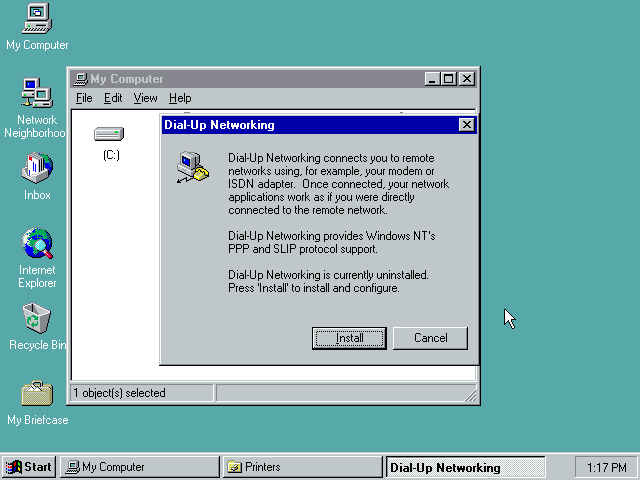 My Computer
Network
Neighborhoo
Inbox
Internet
Explorer
Recycle Bin
My Briefcase
My Computer
File Edit View Help
(C:)
Dial-Up Networking
Dial-Up Networking connects you to remote
networks using, for example, your modem or
ISDN adapter. Once connected, your network
applications work as if you were directly
connected to the remote network.
Dial-Up Networking provides Windows NT's
PPP and SLIP protocol support.
Dial-Up Networking is currently uninstalled.
Press 'Install' to install and configure.
Install Cancel
1 object(s) selected
Start My Computer Printers Dial-Up Networking 1:17 PM